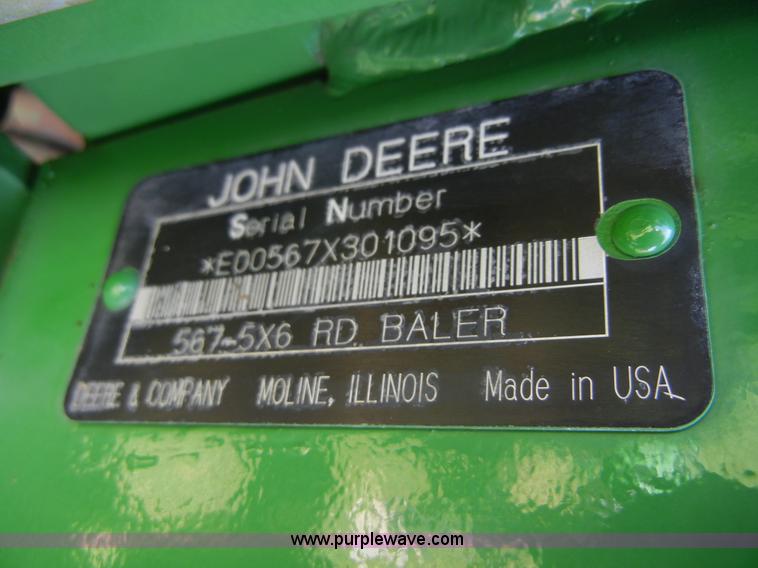 JOHN DEERE
Serial Number
*E00567X301095*
567-5X6 RD. BALER
DEERE & COMPANY MOLINE, ILLINOIS Made in USA
www.purplewave.com